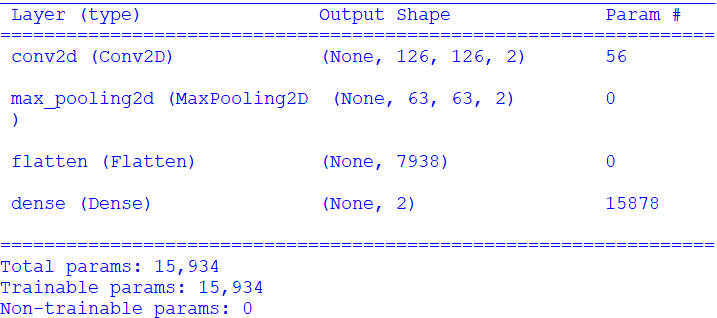 Layer (type)                Output Shape              Param #
=================================================================
conv2d (Conv2D)             (None, 126, 126, 2)       56
max_pooling2d (MaxPooling2D  (None, 63, 63, 2)        0
)
flatten (Flatten)           (None, 7938)              0
dense (Dense)               (None, 2)                 15878
=================================================================
Total params: 15,934
Trainable params: 15,934
Non-trainable params: 0